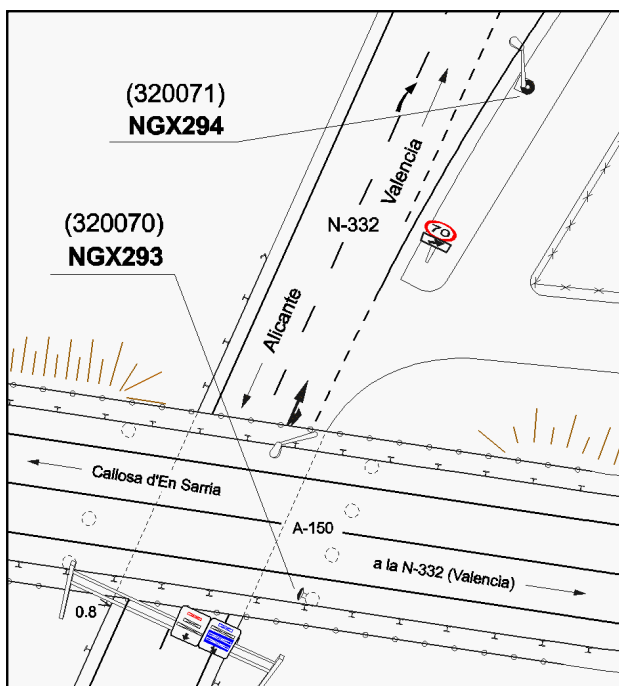 (320071)
NGX294
Valencia
70
(320070)
NGX293
N-332
Alicante
Callosa d'En Sarria
A-150
a la N-332 (Valencia)
0.8